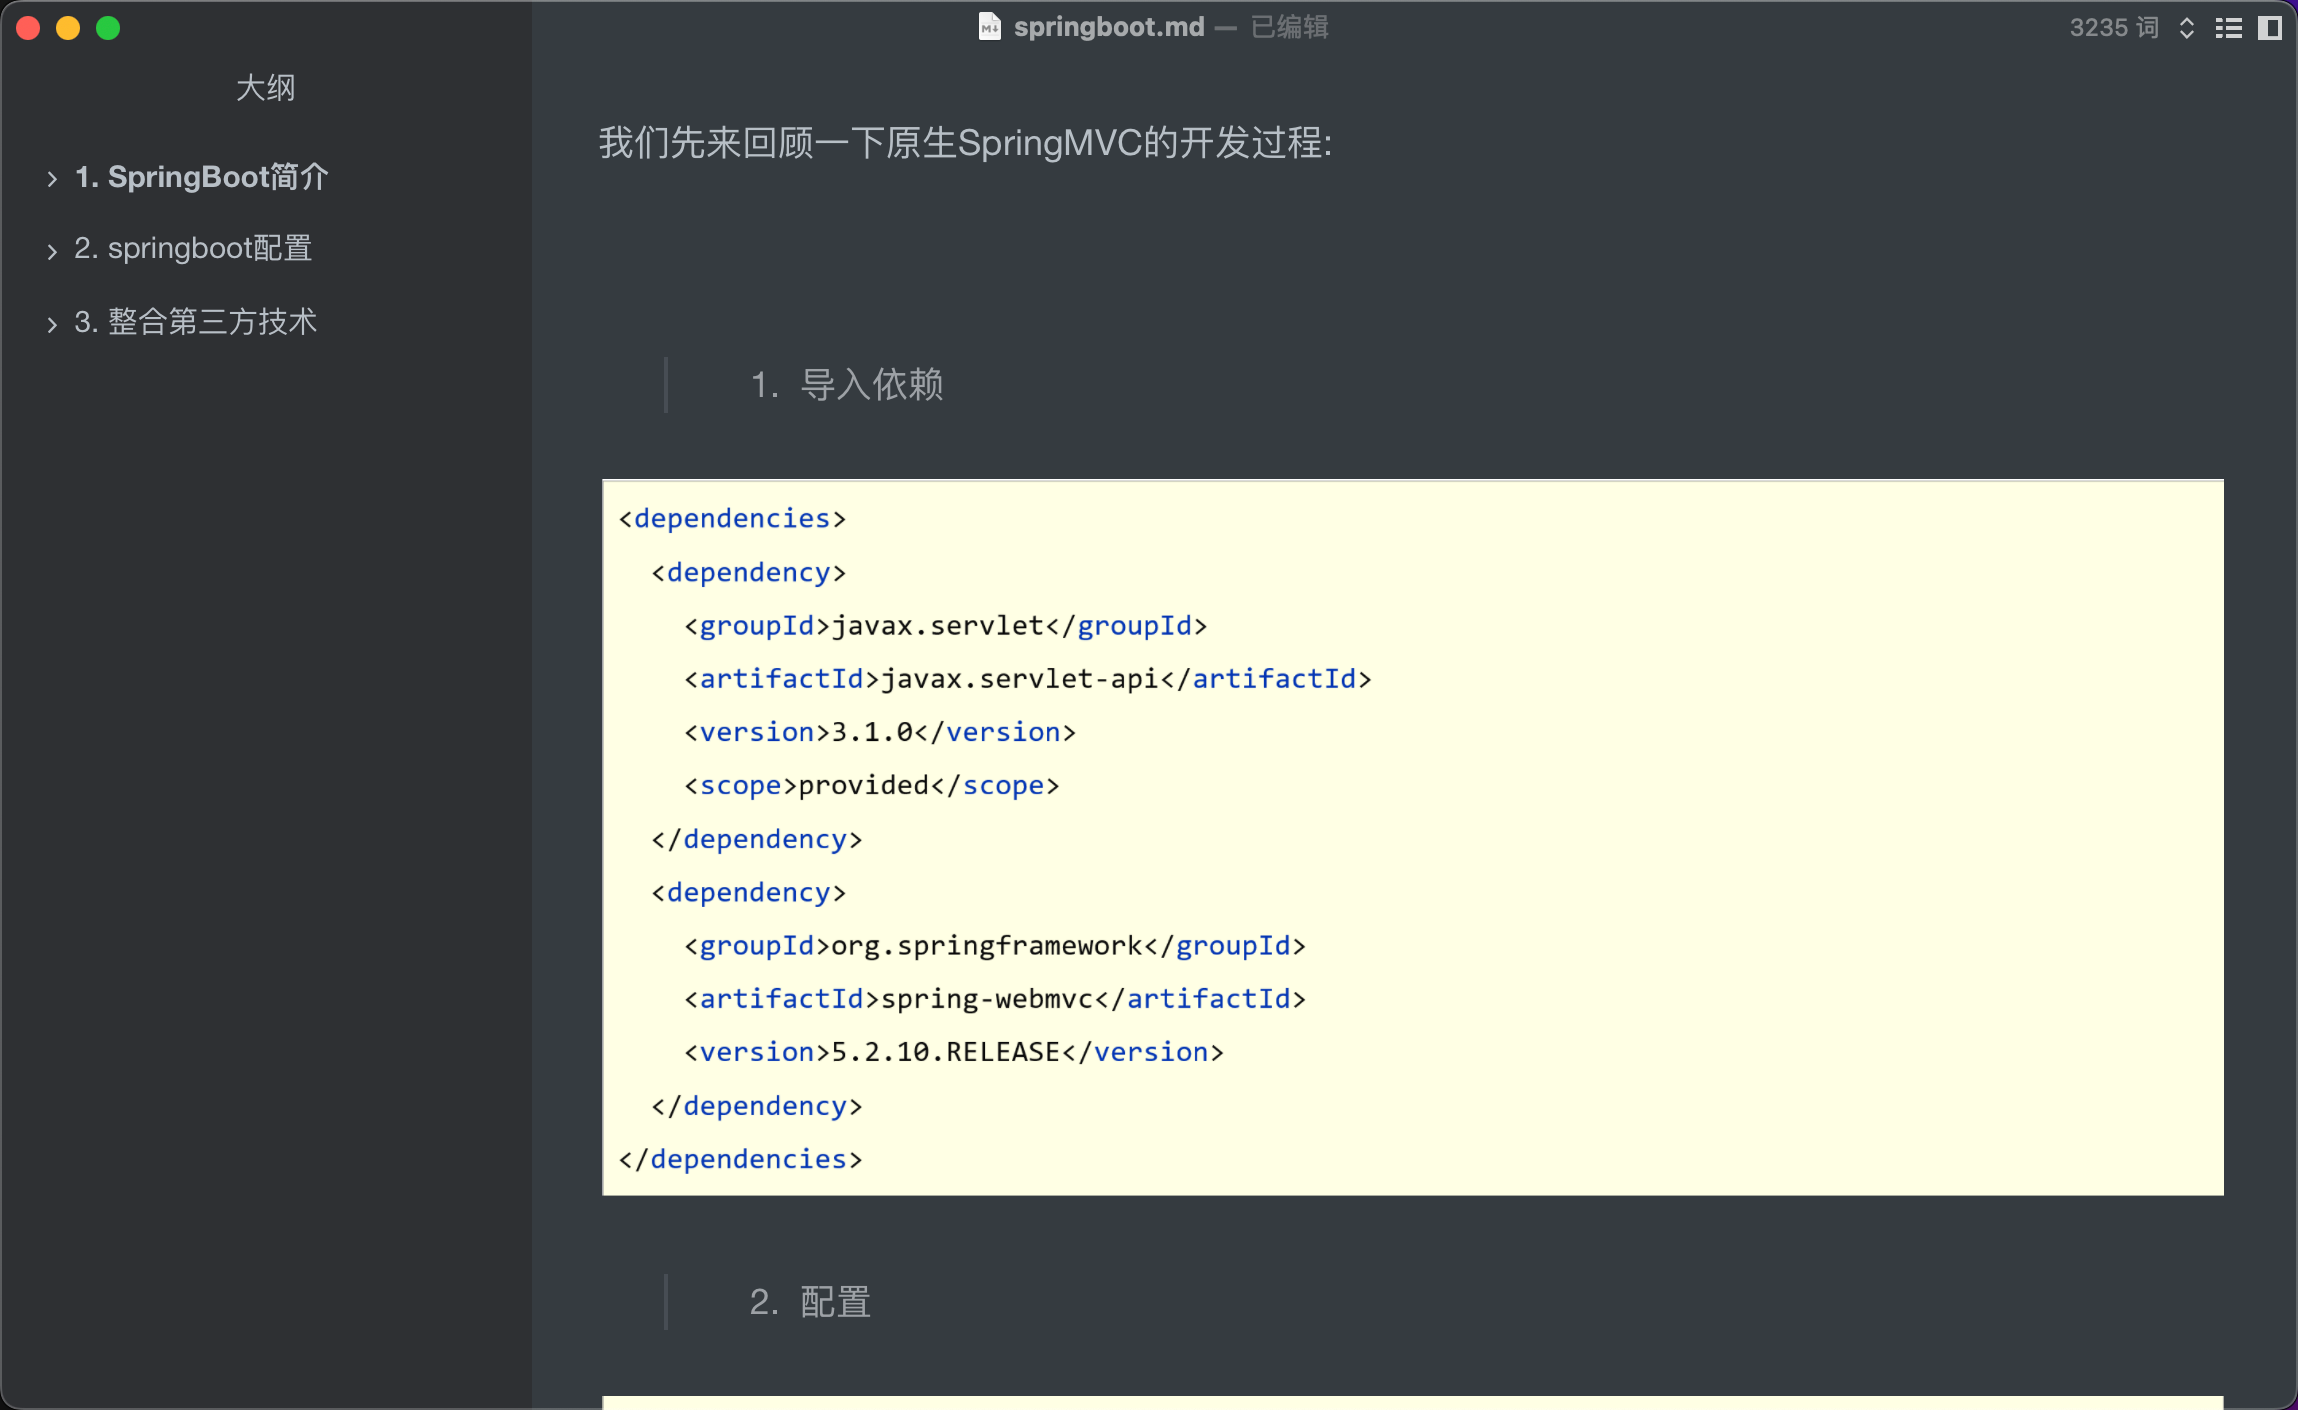 springboot.md — 已编辑
3235 词
大纲
1. SpringBoot简介
2. springboot配置
3. 整合第三方技术
我们先来回顾一下原生SpringMVC的开发过程:
1. 导入依赖
<dependencies>
<dependency>
<groupId>javax.servlet</groupId>
<artifactId>javax.servlet-api</artifactId>
<version>3.1.0</version>
<scope>provided</scope>
</dependency>
<dependency>
<groupId>org.springframework</groupId>
<artifactId>spring-webmvc</artifactId>
<version>5.2.10.RELEASE</version>
</dependency>
</dependencies>
2. 配置